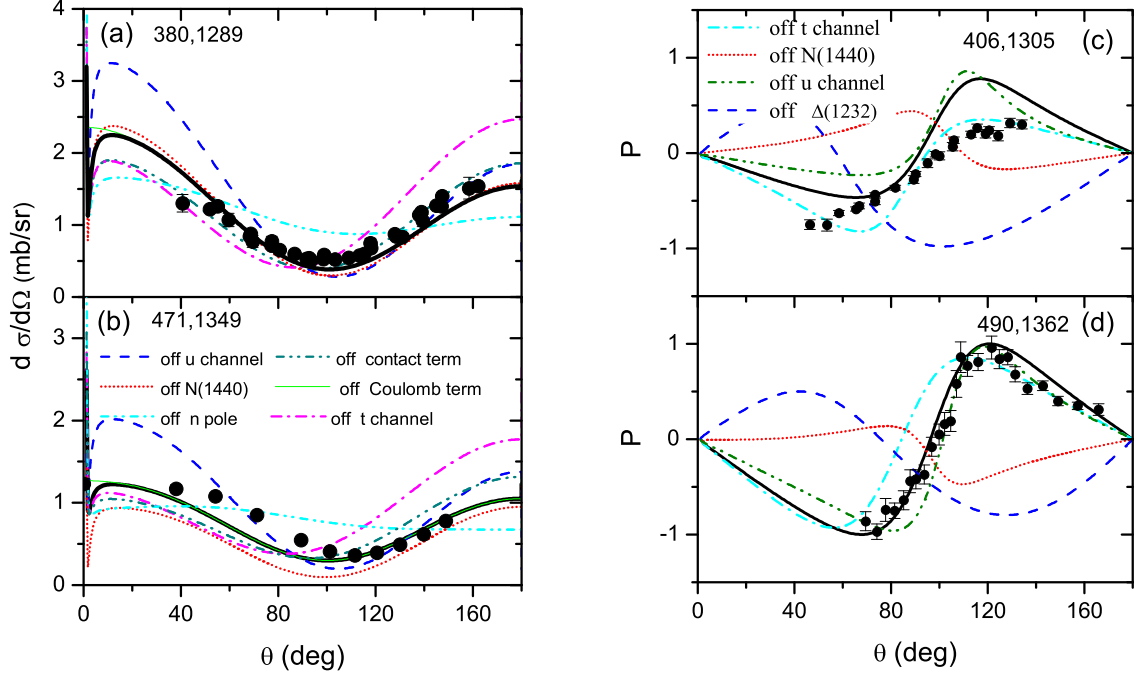 (a)
380,1289
4
3
2
1
0
(b)
471,1349
off u channel
off contact term
off N(1440)
off Coulomb term
off n pole
off t channel
3
2
1
0
0
40
80
120
160
θ (deg)
d σ/dΩ (mb/sr)
off t channel
406,1305
(c)
off N(1440)
off u channel
off Δ(1232)
1
0
-1
P
490,1362
(d)
1
0
-1
P
0
40
80
120
160
θ (deg)